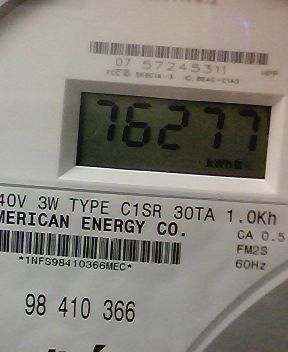 07 57245311
HPP
76277
kWh
40V 3W TYPE C1SR 30TA 1.0Kh
MERICAN ENERGY CO.
CA 0.5
FM2S
60Hz
*1NFS98410366MEC*
98 410 366